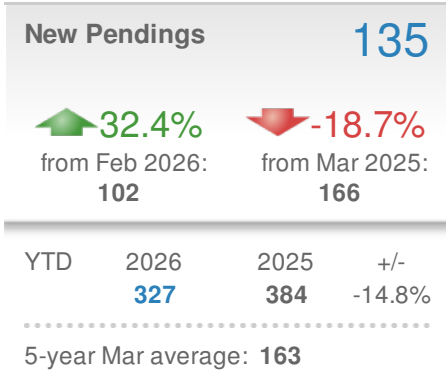 New Pendings 135
32.4% -18.7%
from Feb 2026: from Mar 2025:
102 166
YTD 2026 2025 +/-
327 384 -14.8%
5-year Mar average: 163